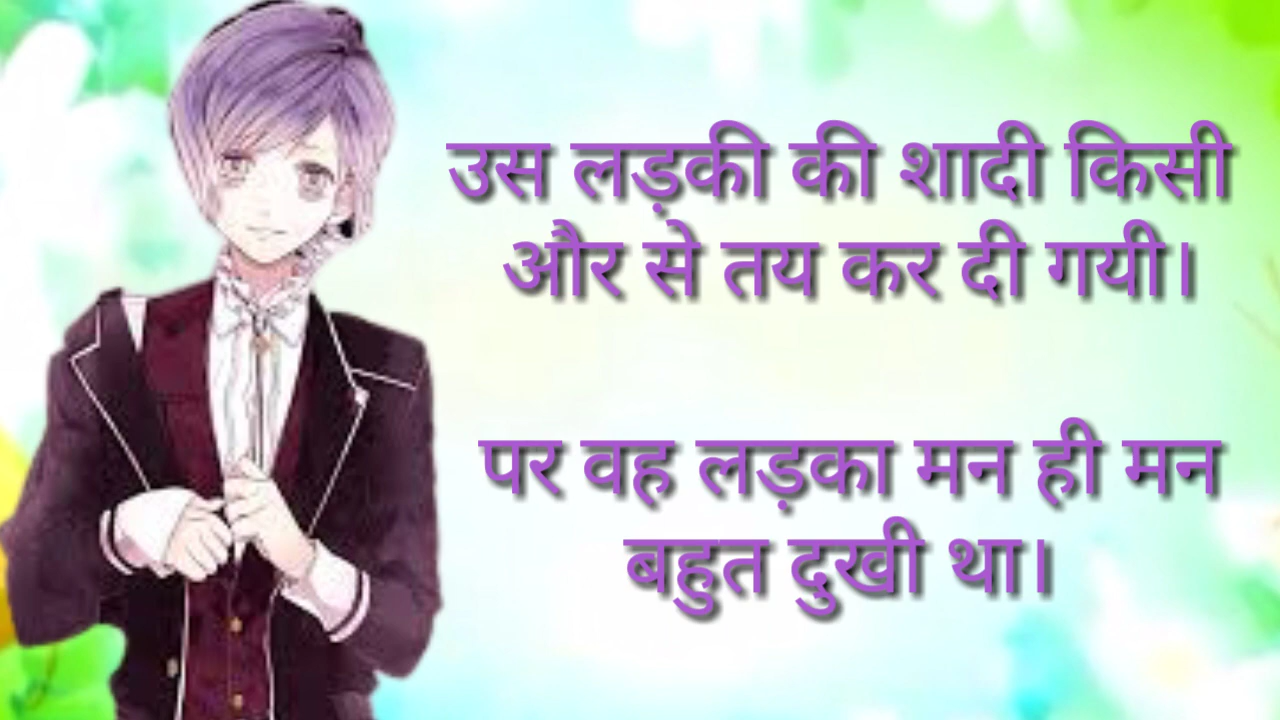 उस लड़की की शादी किसी
और से तय कर दी गयी।
पर वह लड़का मन ही मन
बहुत दुखी था।